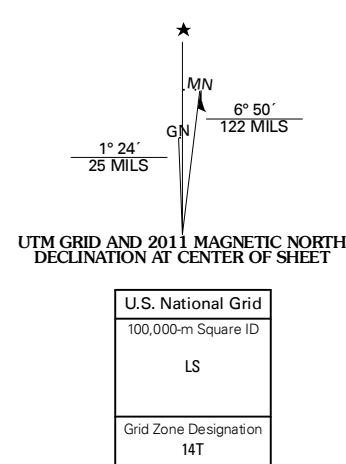 MN
6° 50´
122 MILS
GN
1° 24´
25 MILS
UTM GRID AND 2011 MAGNETIC NORTH
DECLINATION AT CENTER OF SHEET
U.S. National Grid
100,000-m Square ID
LS
Grid Zone Designation
14T